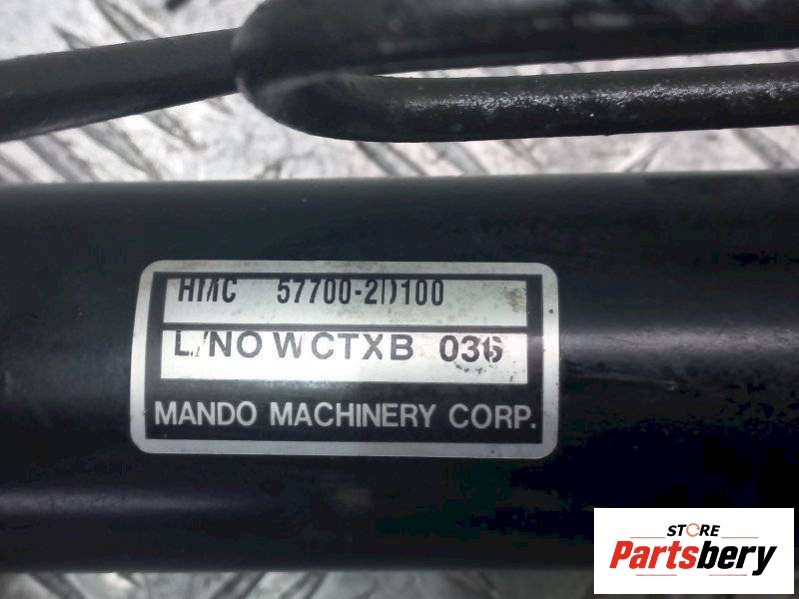 HMC 57700-2D100
L/NO WCTXB 036
MANDO MACHINERY CORP.
STORE
Partsbery